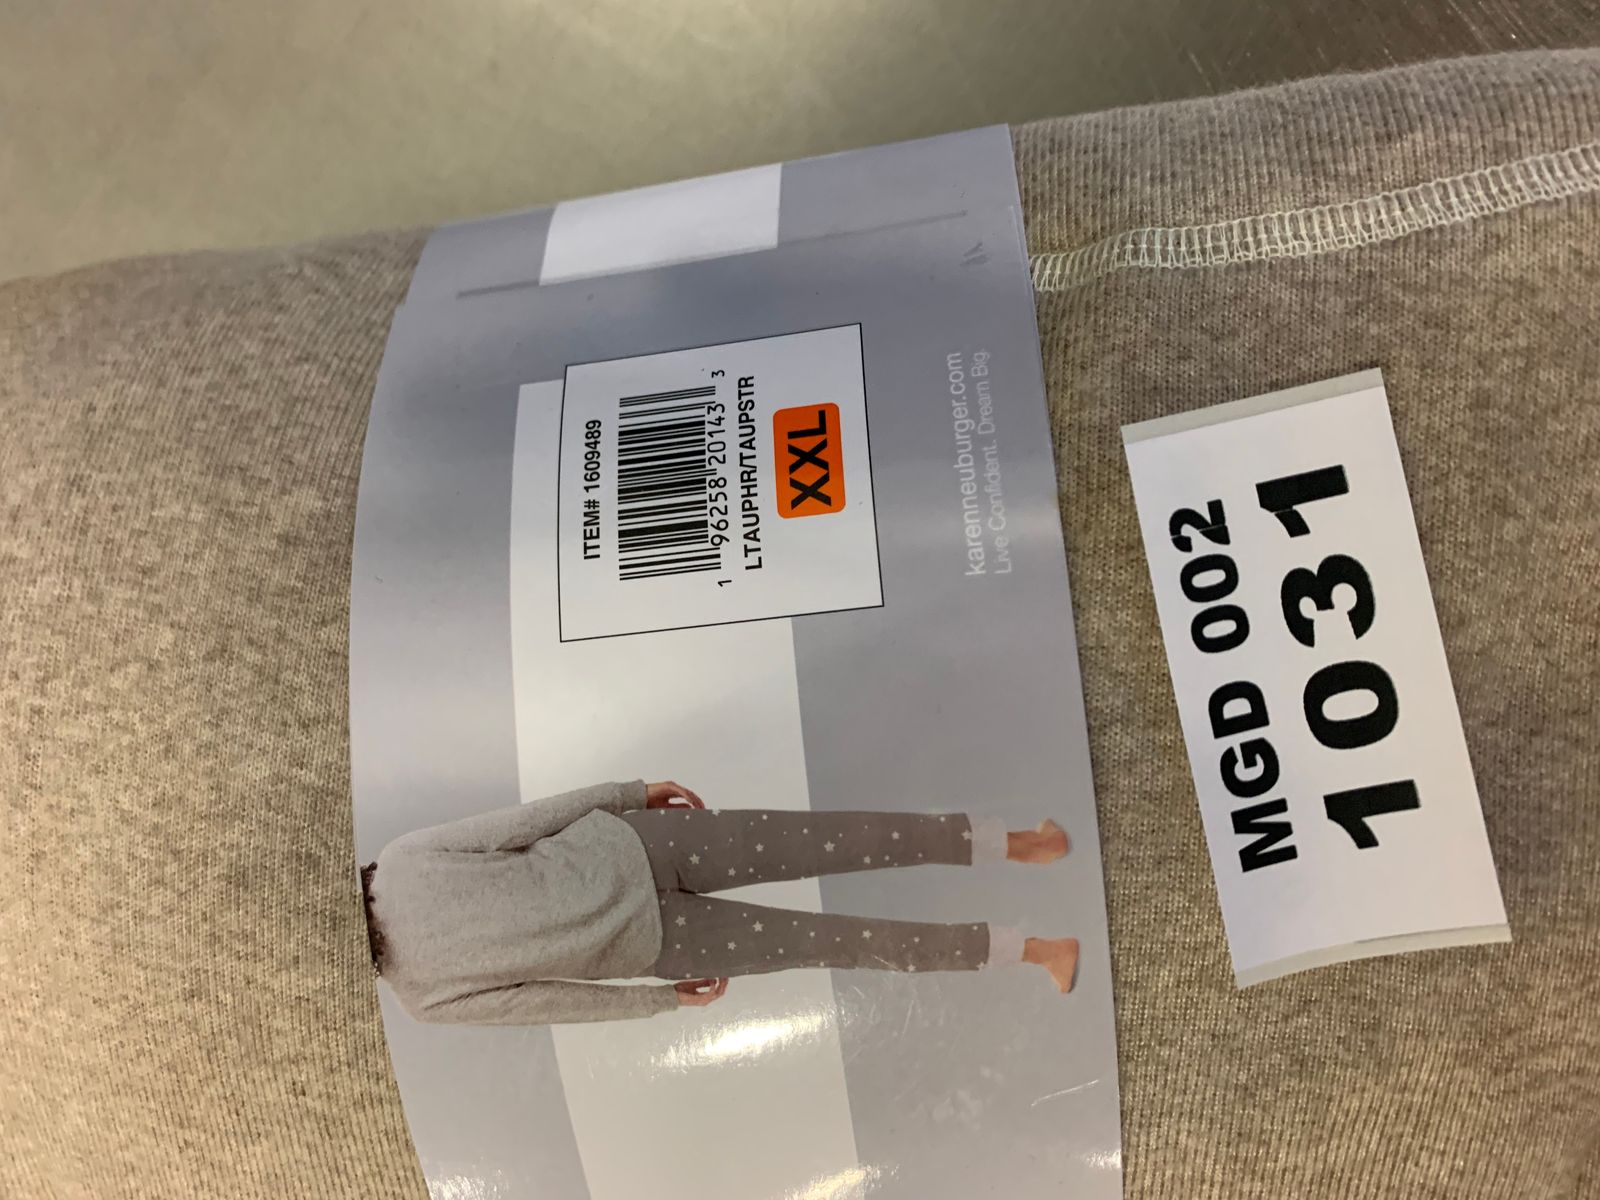 ITEM# 1609489
1 96258 20143 3
LTAUPHR/TAUPSTR
XXL
karenneuburger.com
Live Confident. Dream Big.
MGD 002
1031